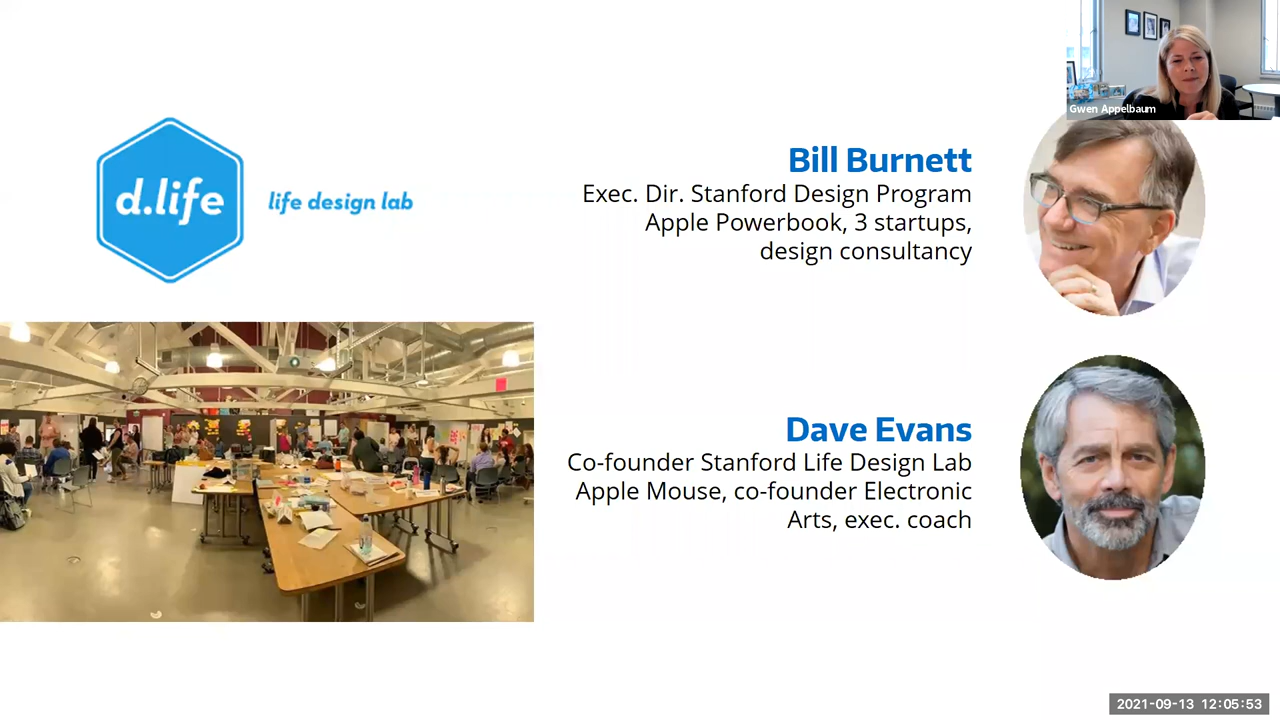 d.life
life design lab
Bill Burnett
Exec. Dir. Stanford Design Program
Apple Powerbook, 3 startups,
design consultancy
Gwen Appelbaum
Dave Evans
Co-founder Stanford Life Design Lab
Apple Mouse, co-founder Electronic
Arts, exec. coach
2021-09-13 12:05:53